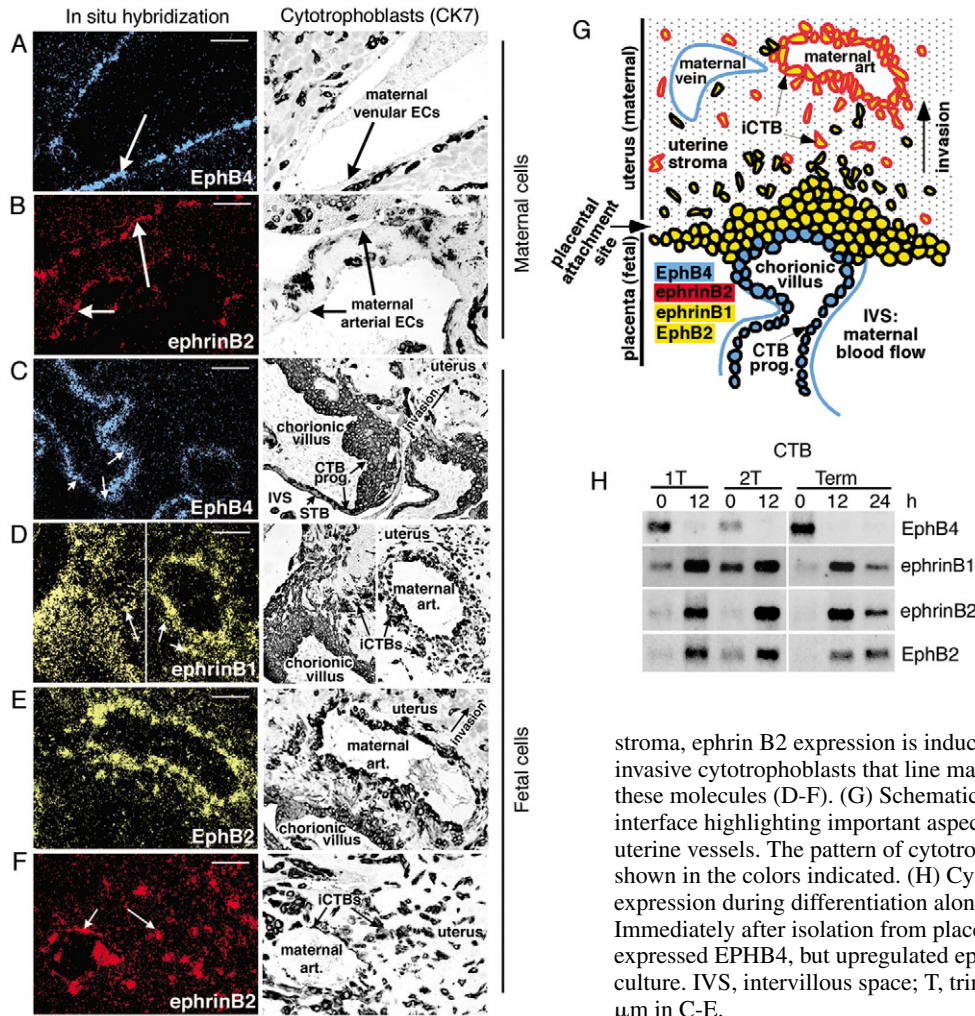 In situ hybridization
Cytotrophoblasts (CK7)
A
EphB4
maternal
venular ECs
B
ephrinB2
maternal
arterial ECs
Maternal cells
C
EphB4
uterus
Invasion
chorionic
villus
CTB
prog.
IVS
STB
D
ephrinB1
uterus
maternal
art.
iCTBs
chorionic
villus
E
EphB2
uterus
Invasion
maternal
art.
chorionic
villus
F
ephrinB2
iCTBs
maternal
art.
uterus
Fetal cells
G
maternal
vein
maternal
art
iCTB
uterine
stroma
invasion
uterus (maternal)
placental
attachment
site
placenta (fetal)
EphB4
ephrinB2
ephrinB1
EphB2
chorionic
villus
CTB
prog.
IVS:
maternal
blood flow
H
CTB
1T 2T Term
0 12 0 12 0 12 24 h
EphB4
ephrinB1
ephrinB2
EphB2
stroma, ephrin B2 expression is induc
invasive cytotrophoblasts that line ma
these molecules (D-F). (G) Schematic
interface highlighting important aspec
uterine vessels. The pattern of cytotro
shown in the colors indicated. (H) Cy
expression during differentiation alon
Immediately after isolation from place
expressed EPHB4, but upregulated ep
culture. IVS, intervillous space; T, trin
μm in C-E.